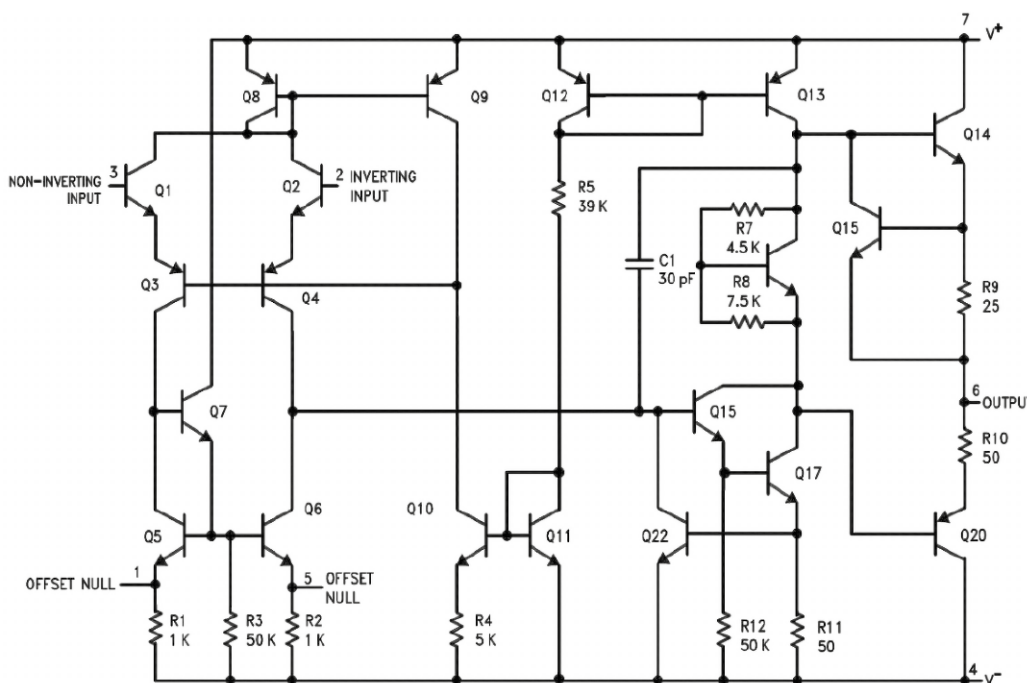 7
V+
Q8
Q9
Q12
Q13
Q14
3
NON-INVERTING
INPUT
Q1
Q2
2
INVERTING
INPUT
R5
39 K
R7
4.5 K
Q15
Q3
Q4
C1
30 pF
R8
7.5 K
R9
25
Q7
Q15
6
OUTPUT
R10
50
Q17
Q5
Q6
Q10
Q11
Q22
Q20
OFFSET NULL
1
5
OFFSET
NULL
R1
1 K
R3
50 K
R2
1 K
R4
5 K
R12
50 K
R11
50
4
V-